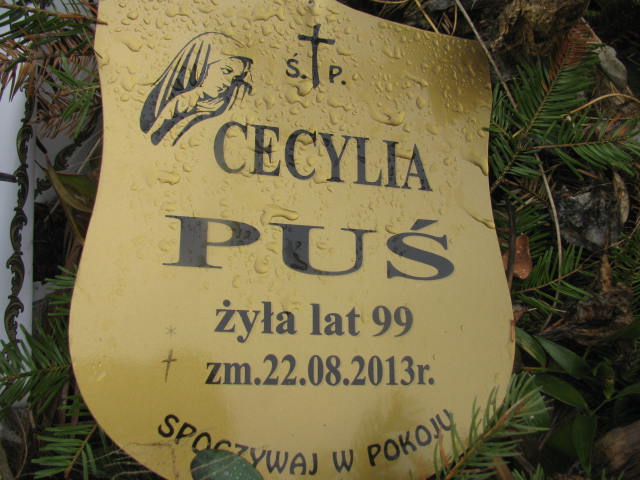 Ś. P.
CECYLIA
PUŚ
żyła lat 99
zm.22.08.2013r.
SPOCZYWAJ W POKOJU